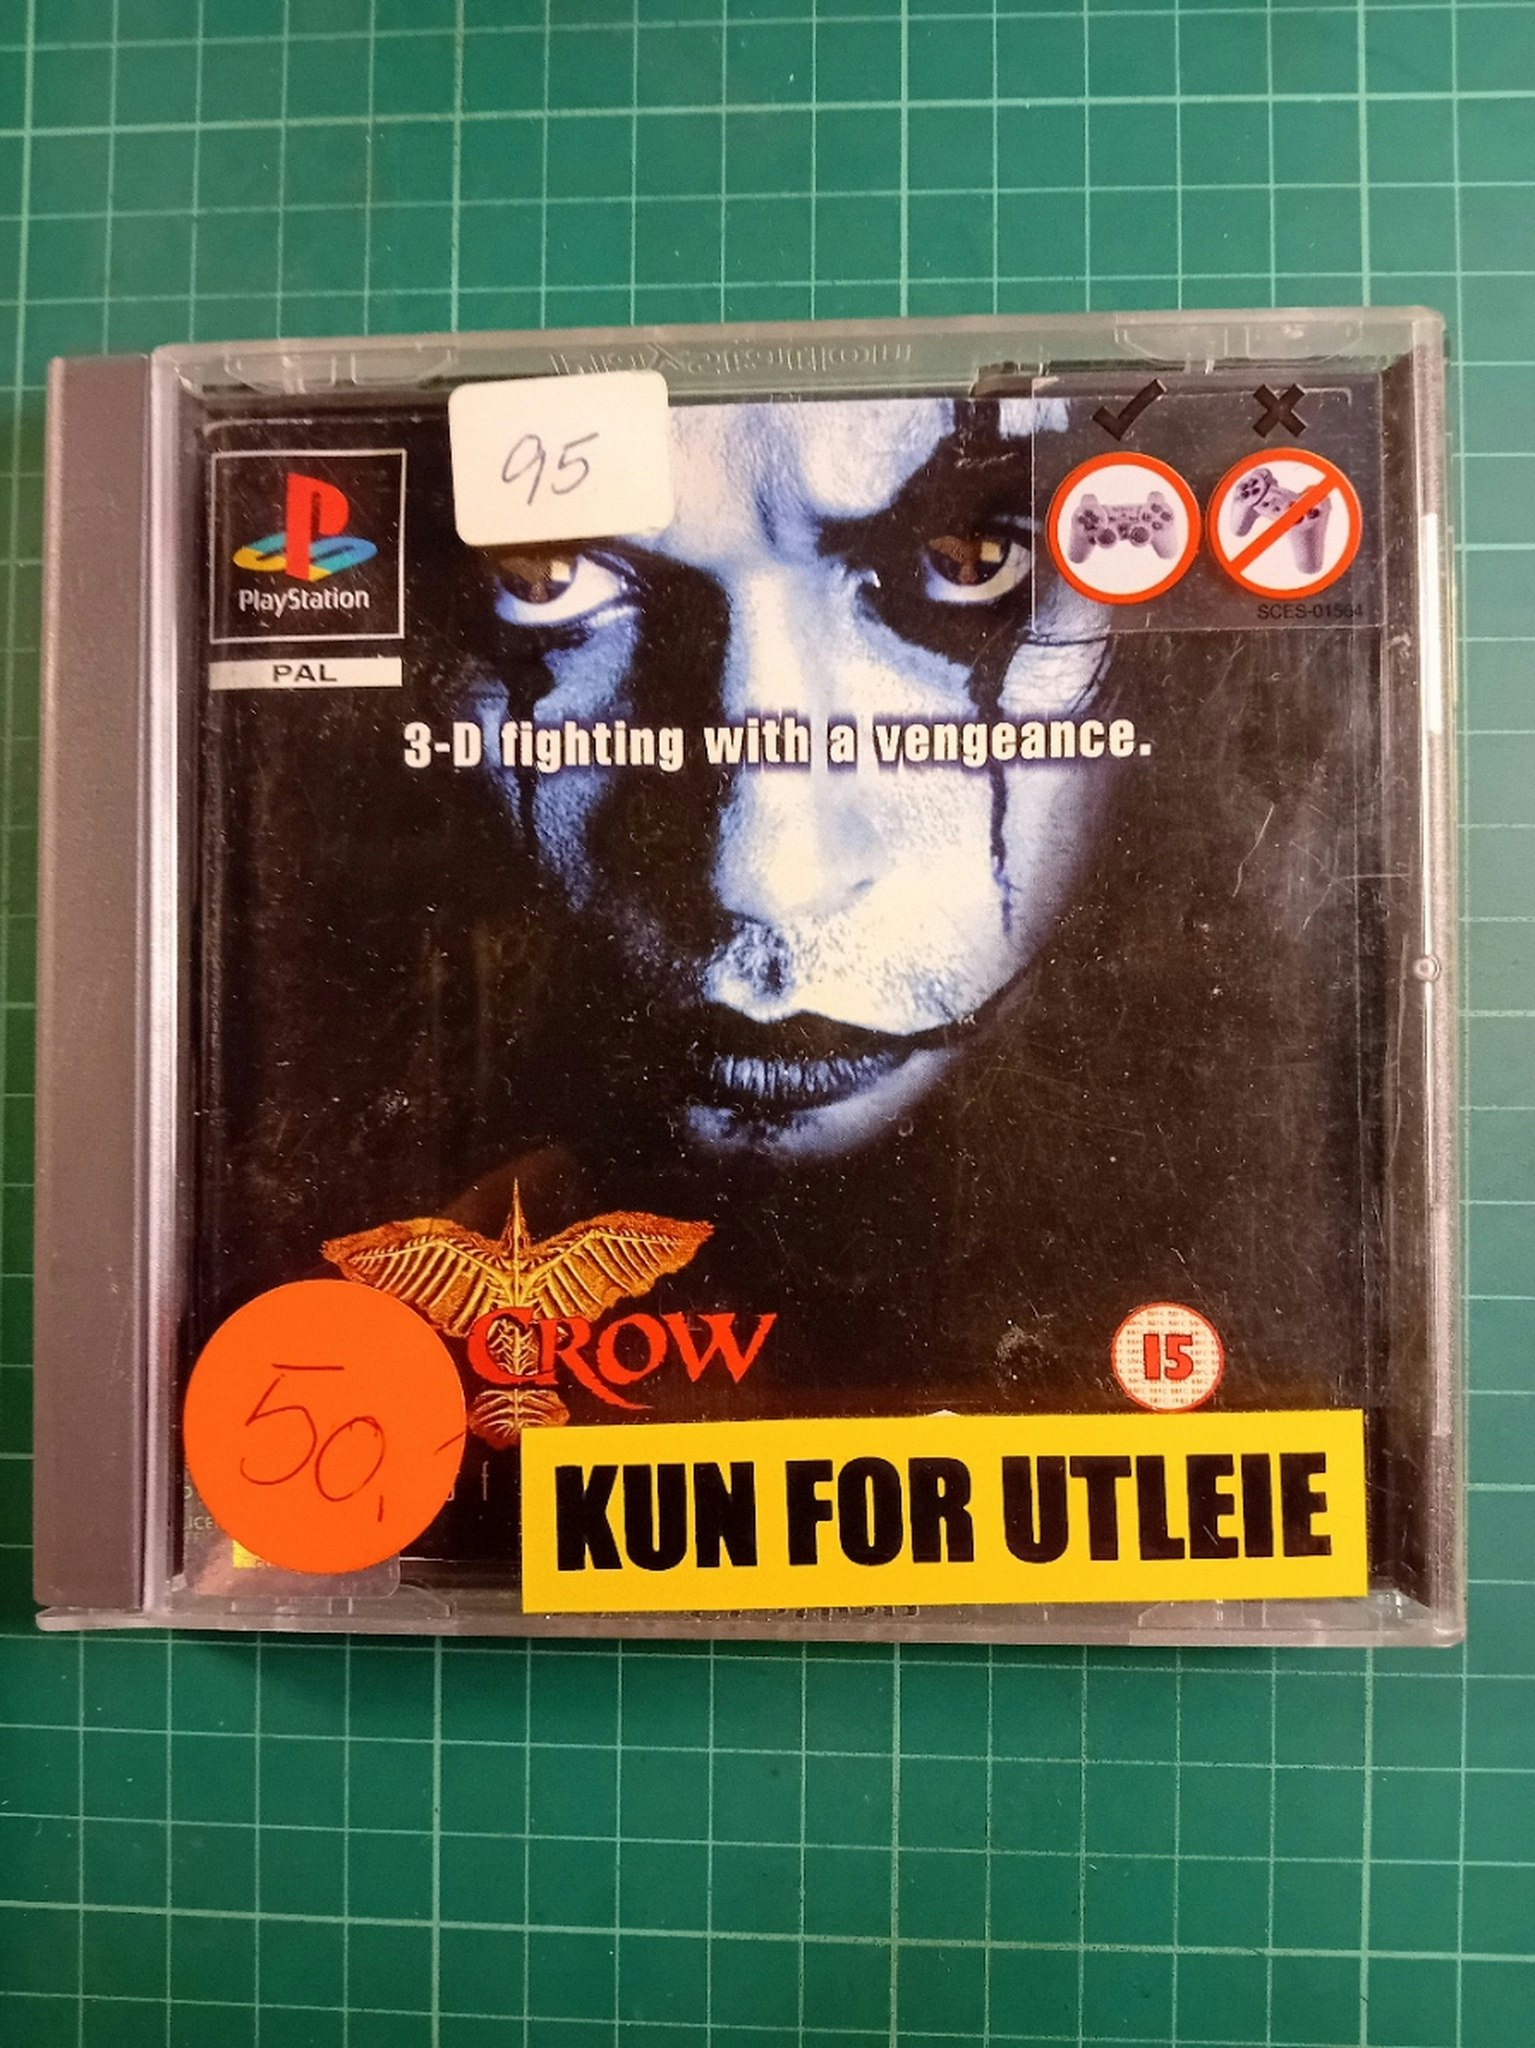 95
PlayStation
PAL
SCES-01564
3-D fighting with a vengeance.
CROW
15
50,-
KUN FOR UTLEIE